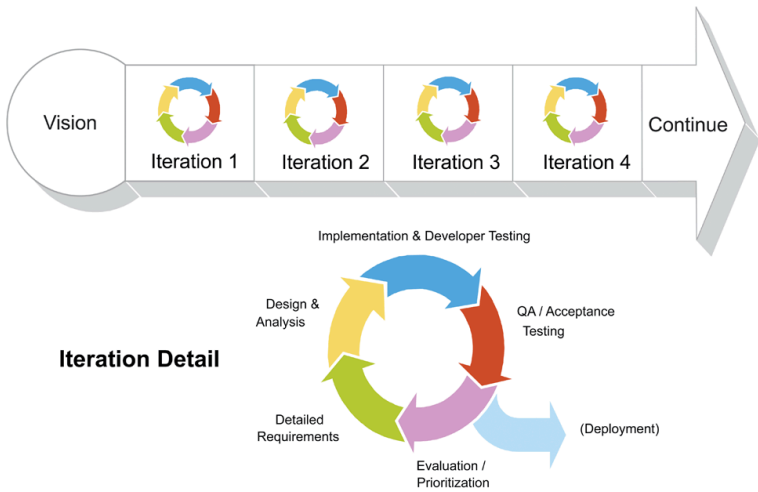 Vision
Iteration 1
Iteration 2
Iteration 3
Iteration 4
Continue
Implementation & Developer Testing
Design &
Analysis
QA / Acceptance
Testing
Iteration Detail
Detailed
Requirements
(Deployment)
Evaluation /
Prioritization